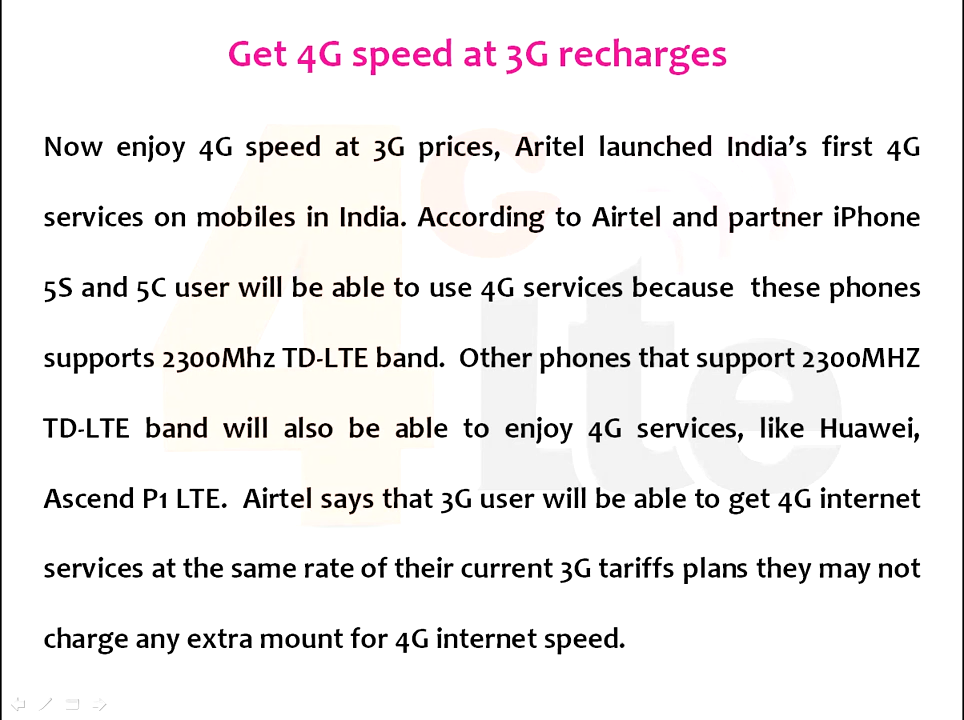 Get 4G speed at 3G recharges
Now enjoy 4G speed at 3G prices, Aritel launched India's first 4G
services on mobiles in India. According to Airtel and partner iPhone
5S and 5C user will be able to use 4G services because these phones
supports 2300Mhz TD-LTE band. Other phones that support 2300MHZ
TD-LTE band will also be able to enjoy 4G services, like Huawei,
Ascend P1 LTE. Airtel says that 3G user will be able to get 4G internet
services at the same rate of their current 3G tariffs plans they may not
charge any extra mount for 4G internet speed.
4G lte